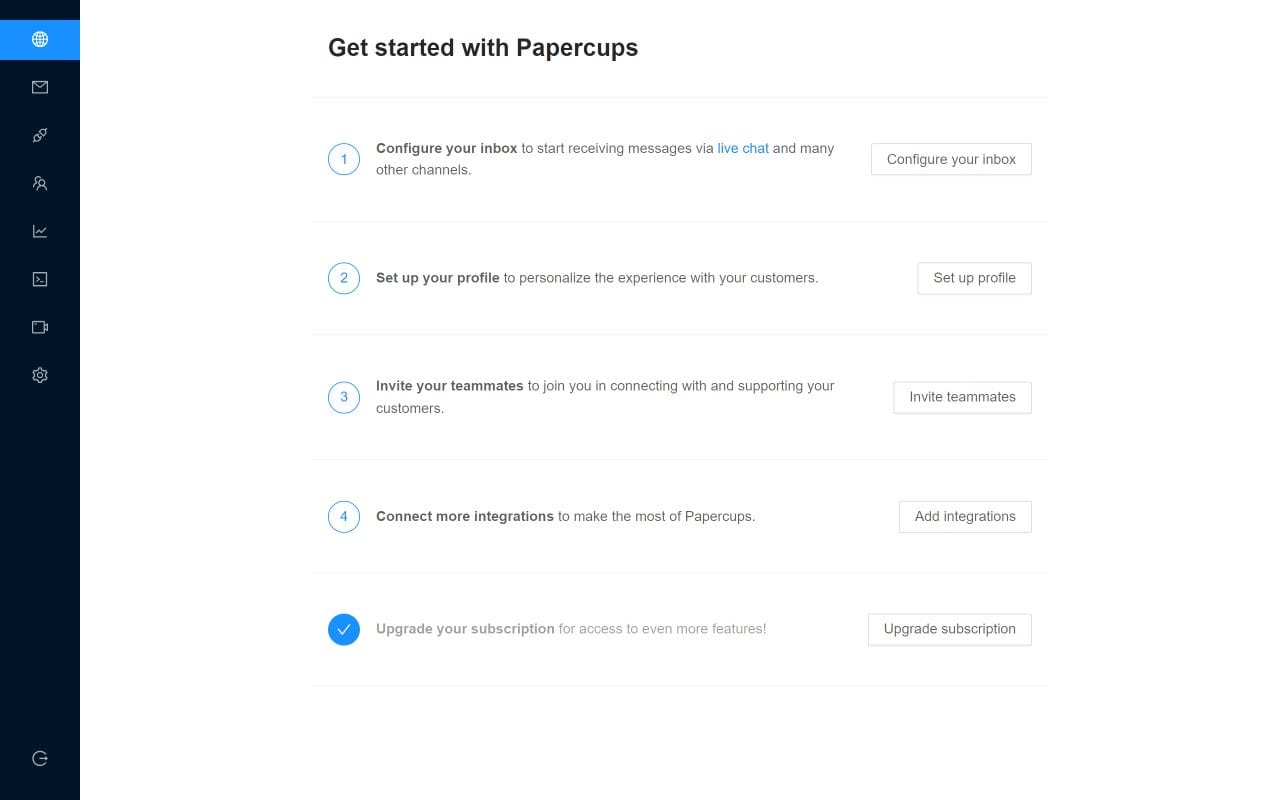 Get started with Papercups
1
Configure your inbox to start receiving messages via live chat and many
other channels.
Configure your inbox
2
Set up your profile to personalize the experience with your customers.
Set up profile
3
Invite your teammates to join you in connecting with and supporting your
customers.
Invite teammates
4
Connect more integrations to make the most of Papercups.
Add integrations
Upgrade your subscription for access to even more features!
Upgrade subscription